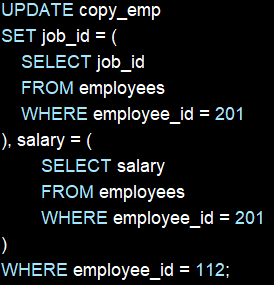 UPDATE copy_emp
SET job_id = (
SELECT job_id
FROM employees
WHERE employee_id = 201
), salary = (
SELECT salary
FROM employees
WHERE employee_id = 201
)
WHERE employee_id = 112;